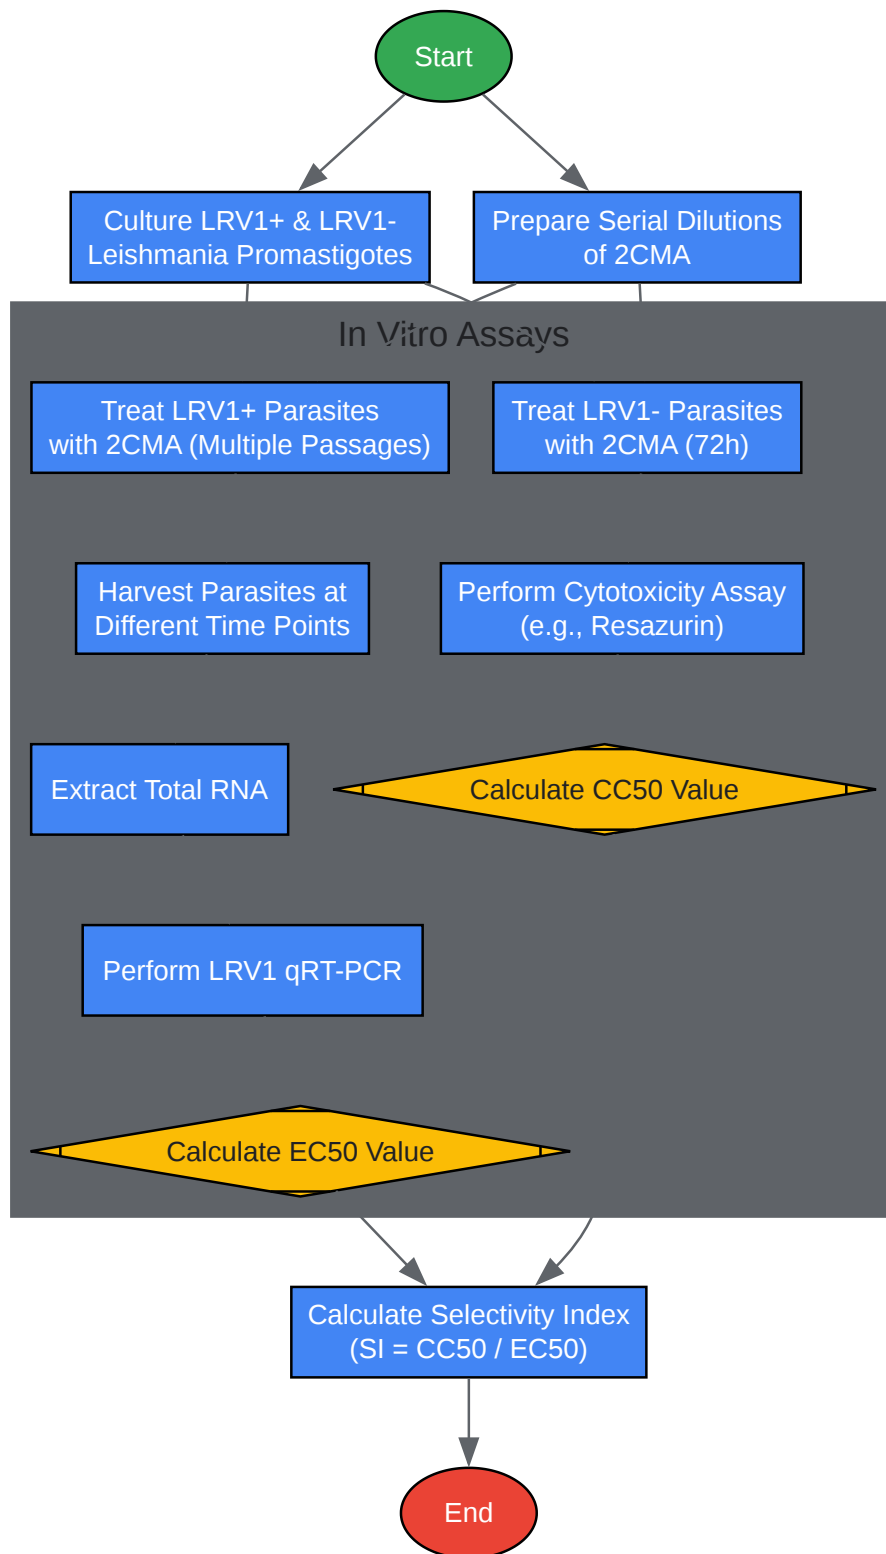 Start
Culture LRV1+ & LRV1-
Leishmania Promastigotes
Prepare Serial Dilutions
of 2CMA
In Vitro Assays
Treat LRV1+ Parasites
with 2CMA (Multiple Passages)
Treat LRV1- Parasites
with 2CMA (72h)
Harvest Parasites at
Different Time Points
Perform Cytotoxicity Assay
(e.g., Resazurin)
Extract Total RNA
Calculate CC50 Value
Perform LRV1 qRT-PCR
Calculate EC50 Value
Calculate Selectivity Index
(SI = CC50 / EC50)
End